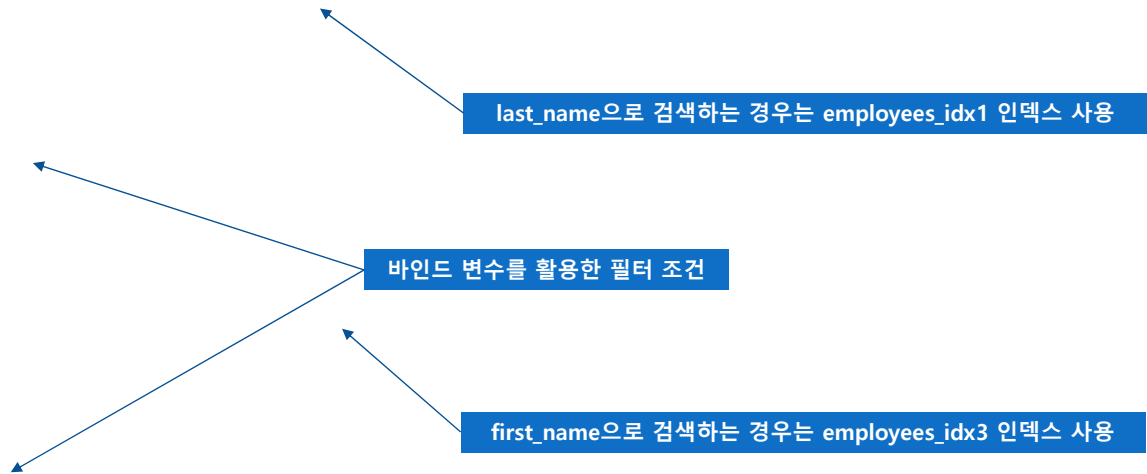 last_name으로 검색하는 경우는 employees_idx1 인덱스 사용
바인드 변수를 활용한 필터 조건
first_name으로 검색하는 경우는 employees_idx3 인덱스 사용